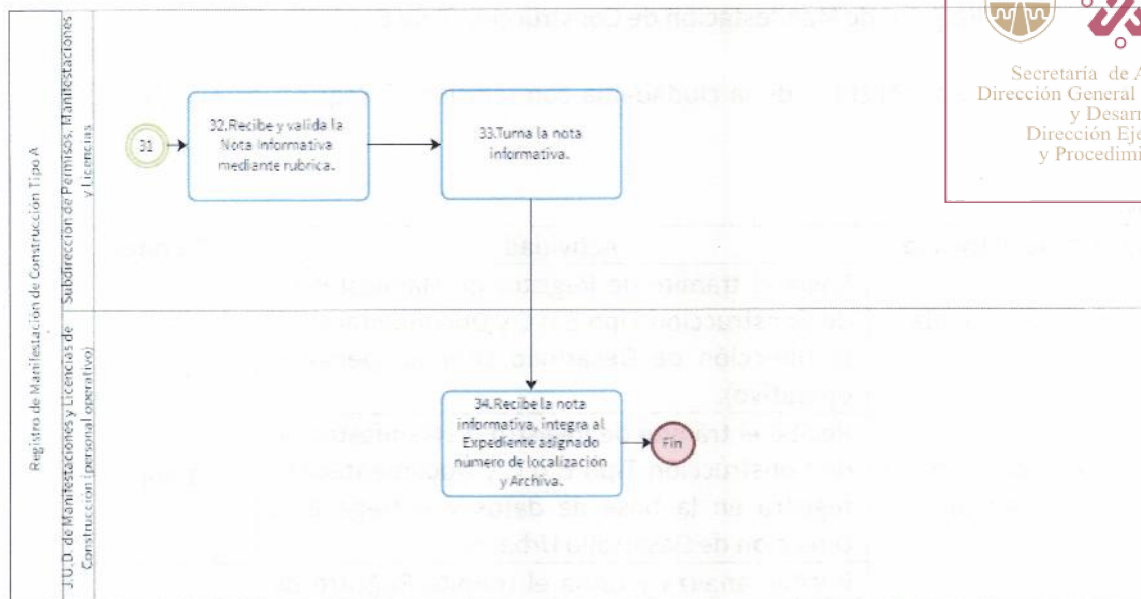 Secretaría de A
Dirección General
y Desarr
Dirección Eje
y Procedimi
Registro de Manifestación de Construcción Tipo A
Subdirección de Permisos, Manifestaciones
y Licencias
31
32.Recibe y valida la
Nota Informativa
mediante rubrica.
33.Turna la nota
informativa.
J.U.D. de Manifestaciones y Licencias de
Construcción (personal operativo)
34.Recibe la nota
informativa, integra al
Expediente asignado
número de localización
y Archiva.
Fin